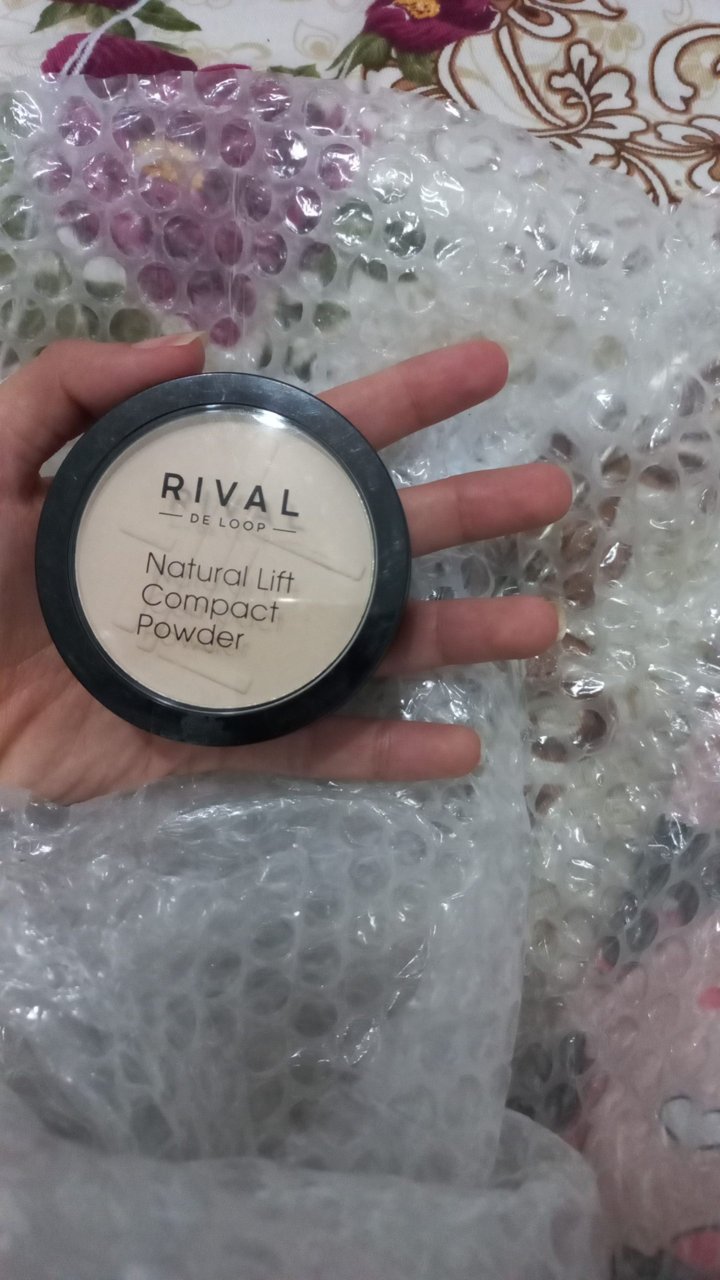 RIVAL
DE LOOP
Natural Lift
Compact
Powder